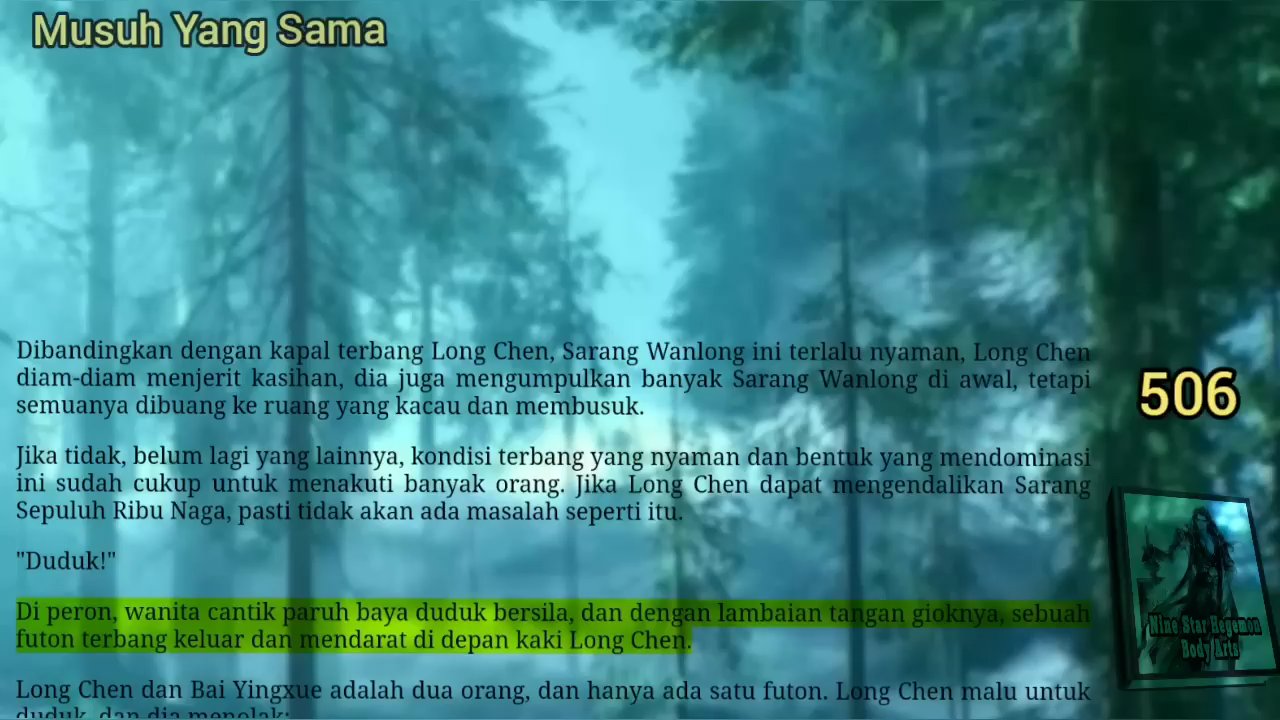 Musuh Yang Sama
Dibandingkan dengan kapal terbang Long Chen, Sarang Wanlong ini terlalu nyaman, Long Chen
diam-diam menjerit kasihan, dia juga mengumpulkan banyak Sarang Wanlong di awal, tetapi
semuanya dibuang ke ruang yang kacau dan membusuk.
Jika tidak, belum lagi yang lainnya, kondisi terbang yang nyaman dan bentuk yang mendominasi
ini sudah cukup untuk menakuti banyak orang. Jika Long Chen dapat mengendalikan Sarang
Sepuluh Ribu Naga, pasti tidak akan ada masalah seperti itu.
"Duduk!"
Di peron, wanita cantik paruh baya duduk bersila, dan dengan lambaian tangan gioknya, sebuah
futon terbang keluar dan mendarat di depan kaki Long Chen.
Long Chen dan Bai Yingxue adalah dua orang, dan hanya ada satu futon. Long Chen malu untuk
duduk, dan dia menolak:
506
Nine Star Hegemon
Body Arts